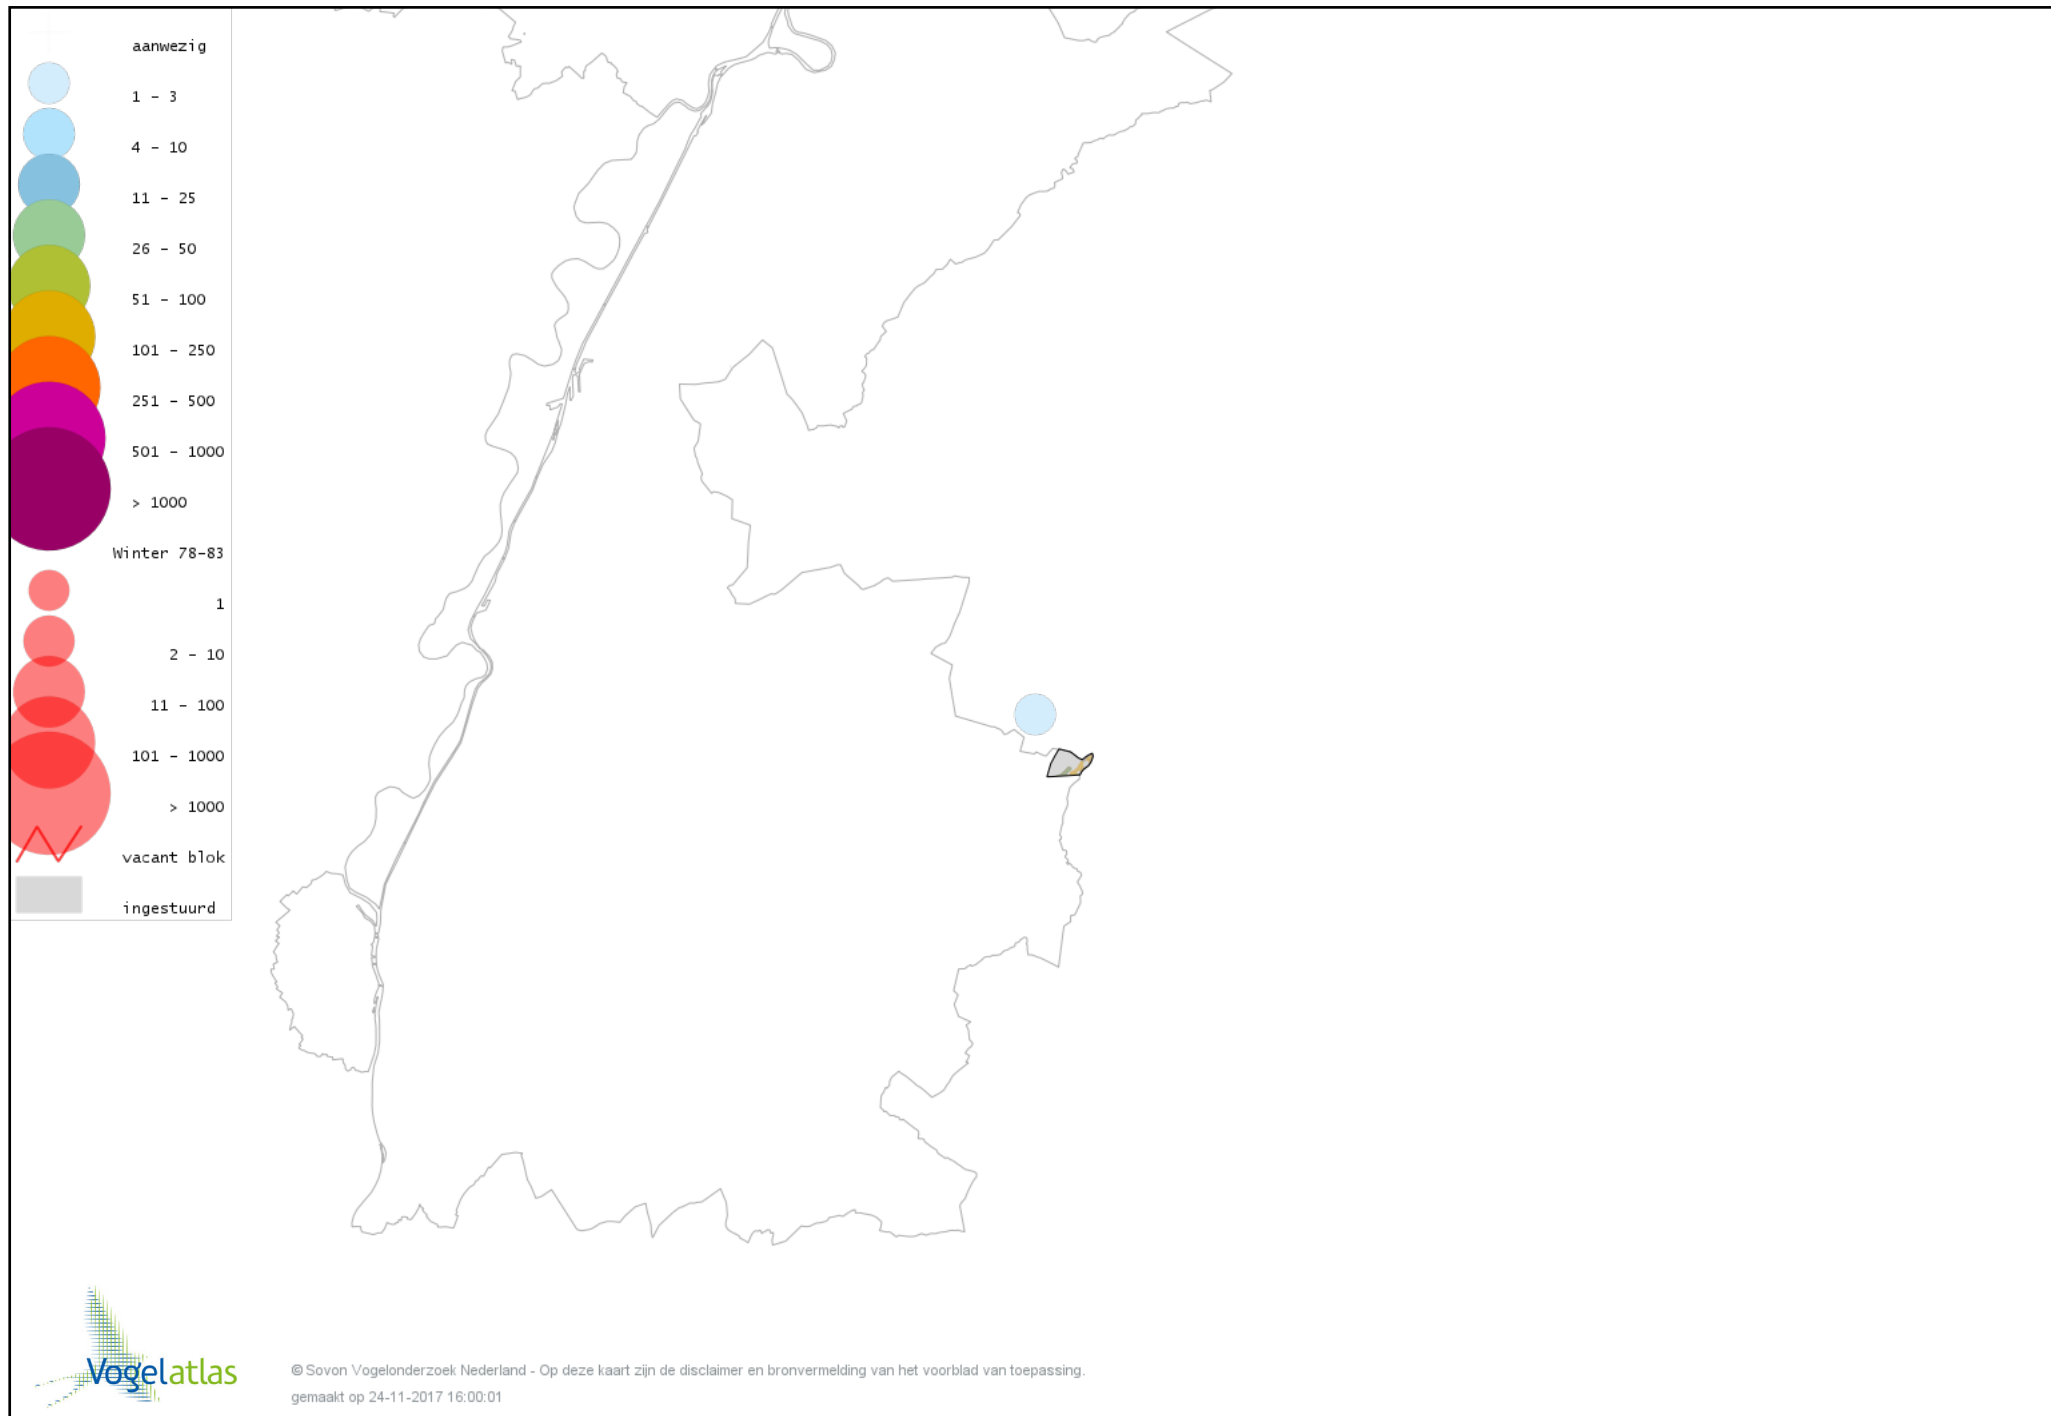 aanwezig
1 - 3
4 - 10
11 - 25
26 - 50
51 - 100
101 - 250
251 - 500
501 - 1000
> 1000
Winter 78-83
1
2 - 10
11 - 100
101 - 1000
> 1000
vacant blok
ingestuurd
Vogelatlas
© Sovon Vogelonderzoek Nederland - Op deze kaart zijn de disclaimer en bronvermelding van het voorblad van toepassing.
gemaakt op 24-11-2017 16:00:01